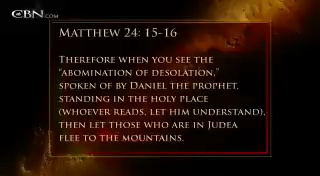 CBN.COM
MATTHEW 24: 15-16
THEREFORE WHEN YOU SEE THE
"ABOMINATION OF DESOLATION,"
SPOKEN OF BY DANIEL THE PROPHET,
STANDING IN THE HOLY PLACE
(WHOEVER READS, LET HIM UNDERSTAND),
THEN LET THOSE WHO ARE IN JUDEA
FLEE TO THE MOUNTAINS.